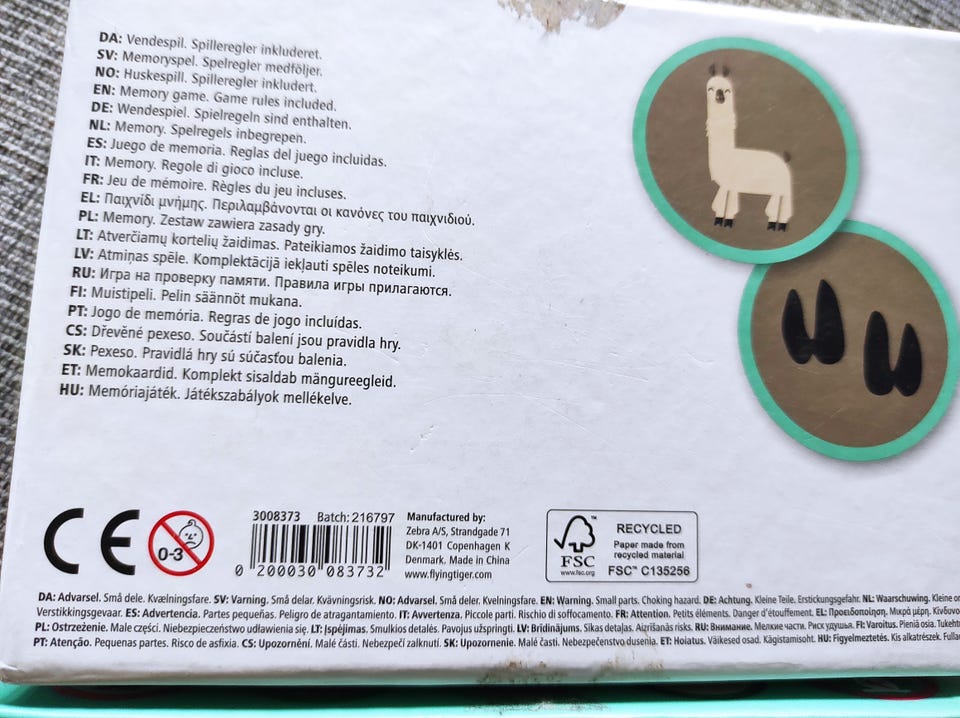 DA: Vendespil. Spilleregler inkluderet.
SV: Memoryspel. Spelregler medföljer.
NO: Huskespill. Spilleregler inkludert.
EN: Memory game. Game rules included.
DE: Wendespiel. Spielregeln sind enthalten.
NL: Memory. Spelregels inbegrepen.
ES: Juego de memoria. Reglas del juego incluidas.
IT: Memory. Regole di gioco incluse.
FR: Jeu de mémoire. Règles du jeu incluses.
EL: Παιχνίδι μνήμης. Περιλαμβάνονται οι κανόνες του παιχνιδιού.
PL: Memory. Zestaw zawiera zasady gry.
LT: Atverčiamų kortelių žaidimas. Pateikiamos žaidimo taisyklės.
LV: Atmiņas spēle. Komplektācijā iekļauti spēles noteikumi.
RU: Игра на проверку памяти. Правила игры прилагаются.
FI: Muistipeli. Pelin säännöt mukana.
PT: Jogo de memória. Regras de jogo incluídas.
CS: Dřevěné pexeso. Součástí balení jsou pravidla hry.
SK: Pexeso. Pravidlá hry sú súčasťou balenia.
ET: Memokaardid. Komplekt sisaldab mängureegleid.
HU: Memóriajáték. Játékszabályok mellékelve.
CE
0-3
3008373 Batch: 216797
0 200030 083732
Manufactured by:
Zebra A/S, Strandgade 71
DK-1401 Copenhagen K
Denmark. Made in China
www.flyingtiger.com
FSC
www.fsc.org
RECYCLED
Paper made from
recycled material
FSC™ C135256
DA: Advarsel. Små dele. Kvælningsfare. SV: Varning. Små delar. Kvävningsrisk. NO: Advarsel. Små deler. Kvelningsfare. EN: Warning. Small parts. Choking hazard. DE: Achtung. Kleine Teile. Erstickungsgefahr. NL: Waarschuwing. Kleine
Verstikkingsgevaar. ES: Advertencia. Partes pequeñas. Peligro de atragantamiento. IT: Avvertenza. Piccole parti. Rischio di soffocamento. FR: Attention. Petits éléments. Danger d'étouffement. EL: Προειδοποίηση. Μικρά μέρη.
PL: Ostrzeżenie. Małe części. Niebezpieczeństwo udławienia się. LT: Įspėjimas. Smulkios detalės. Pavojus užspringti. LV: Brīdinājums. Sīkas detaļas. Aizrīšanās risks. RU: Внимание. Мелкие части. Риск удушья. FI: Varoitus. Pieniä osia.
PT: Atenção. Pequenas partes. Risco de asfixia. CS: Upozornění. Malé části. Nebezpečí zalknutí. SK: Upozornenie. Malé časti. Nebezpečenstvo dusenia. ET: Hoiatus. Väikesed osad. Kägistamisoht. HU: Figyelmeztetés. Kis alkatrészek.